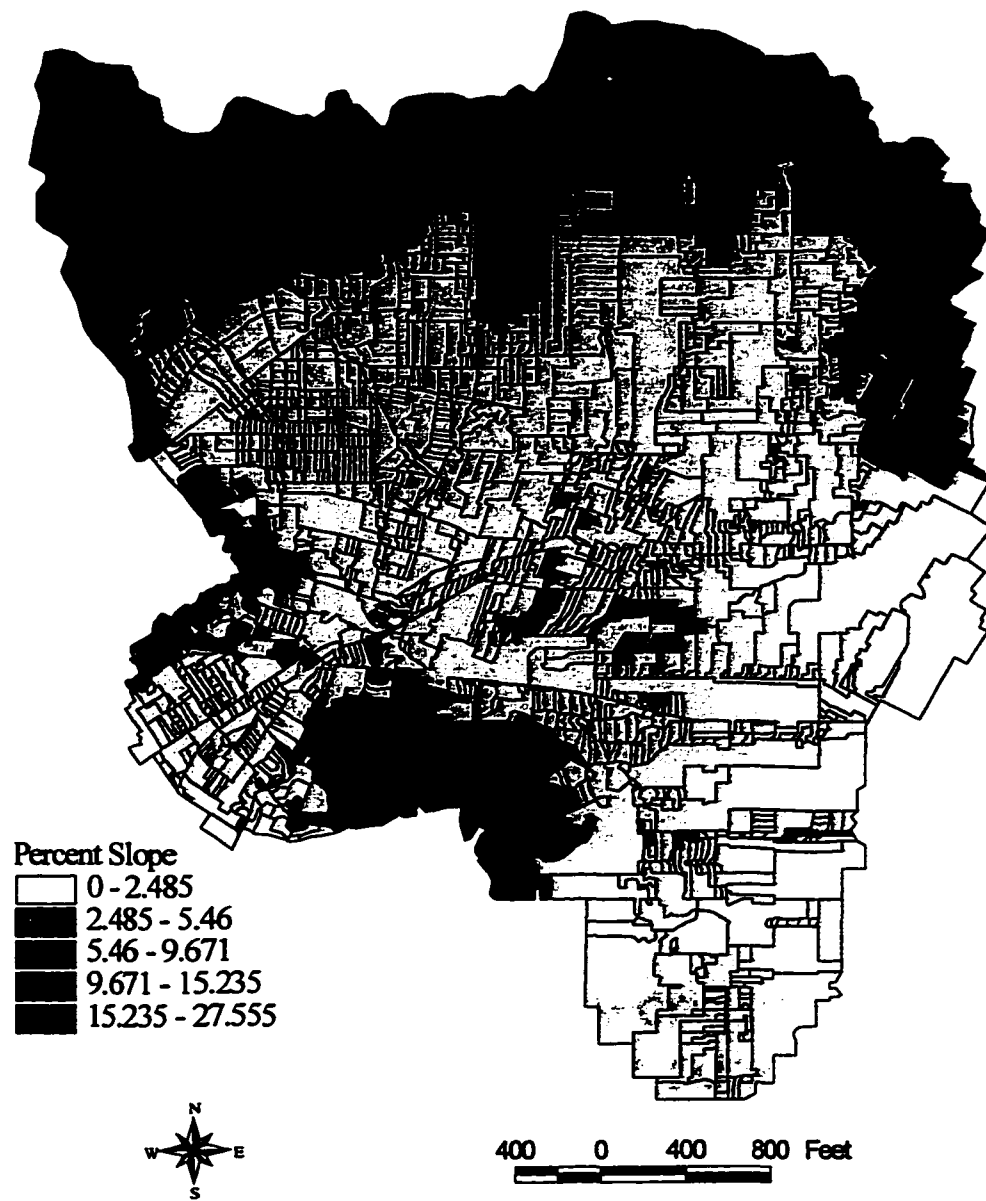 Percent Slope
0 - 2.485
2.485 - 5.46
5.46 - 9.671
9.671 - 15.235
15.235 - 27.555
N
W E
S
400 0 400 800 Feet